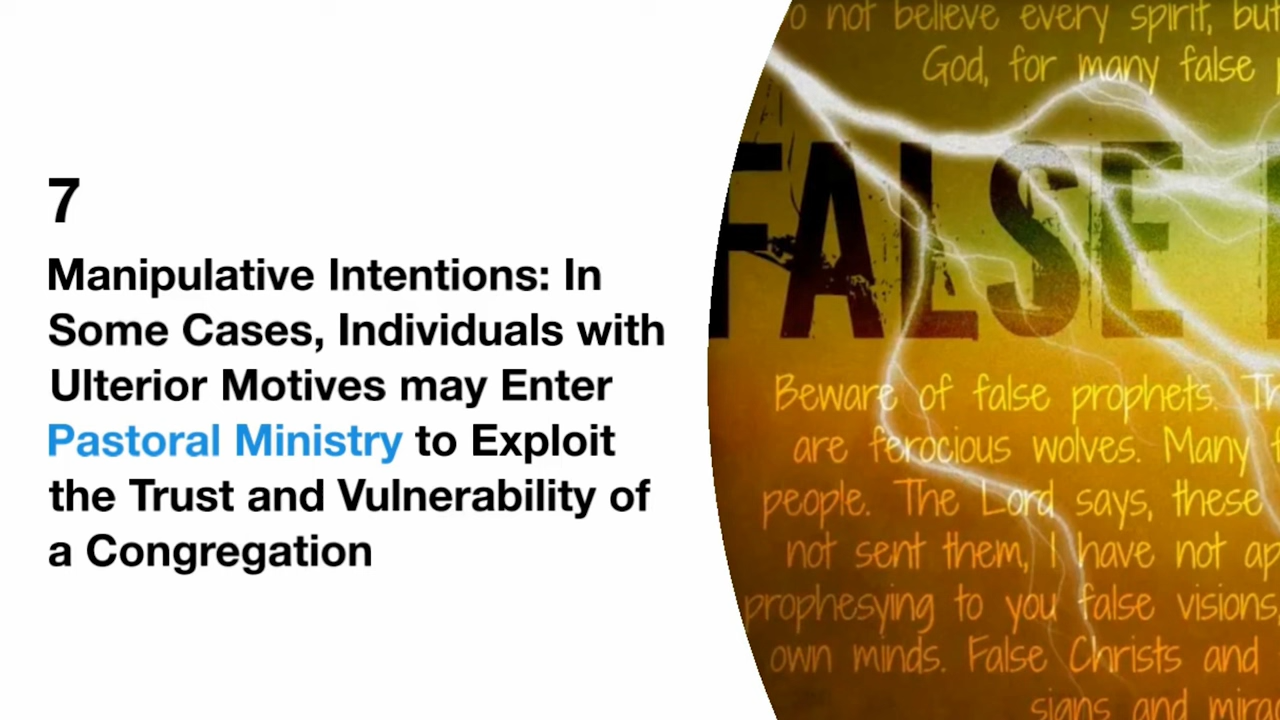 7
Manipulative Intentions: In
Some Cases, Individuals with
Ulterior Motives may Enter
Pastoral Ministry to Exploit
the Trust and Vulnerability of
a Congregation
not believe every spirit, but
God, for many false
FALSE
Beware of false prophets.
are ferocious wolves. Many
people. The Lord says, these
not sent them, I have not
prophesying to you false visions,
own minds. False Christs and
signs and